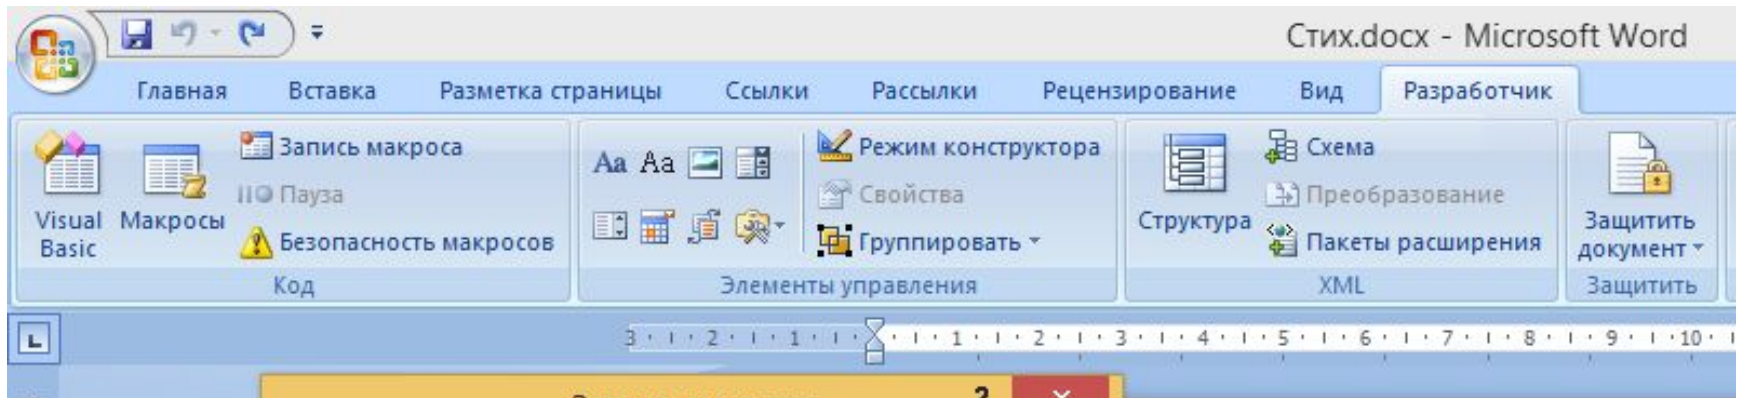 Стих.docx - Microsoft Word
Главная Вставка Разметка страницы Ссылки Рассылки Рецензирование Вид Разработчик
Visual Basic
Макросы
Запись макроса
Пауза
Безопасность макросов
Код
Aa Aa
Режим конструктора
Свойства
Группировать
Элементы управления
Структура
Схема
Преобразование
Пакеты расширения
XML
Защитить
документ
Защитить
3 2 1 1 2 3 4 5 6 7 8 9 10
?